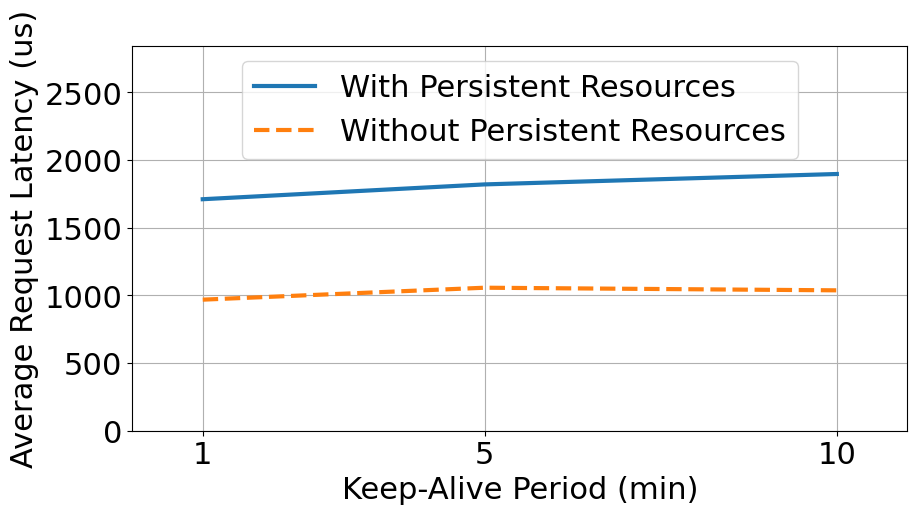 Average Request Latency (us)
2500
2000
1500
1000
500
0
With Persistent Resources
Without Persistent Resources
1 5 10
Keep-Alive Period (min)